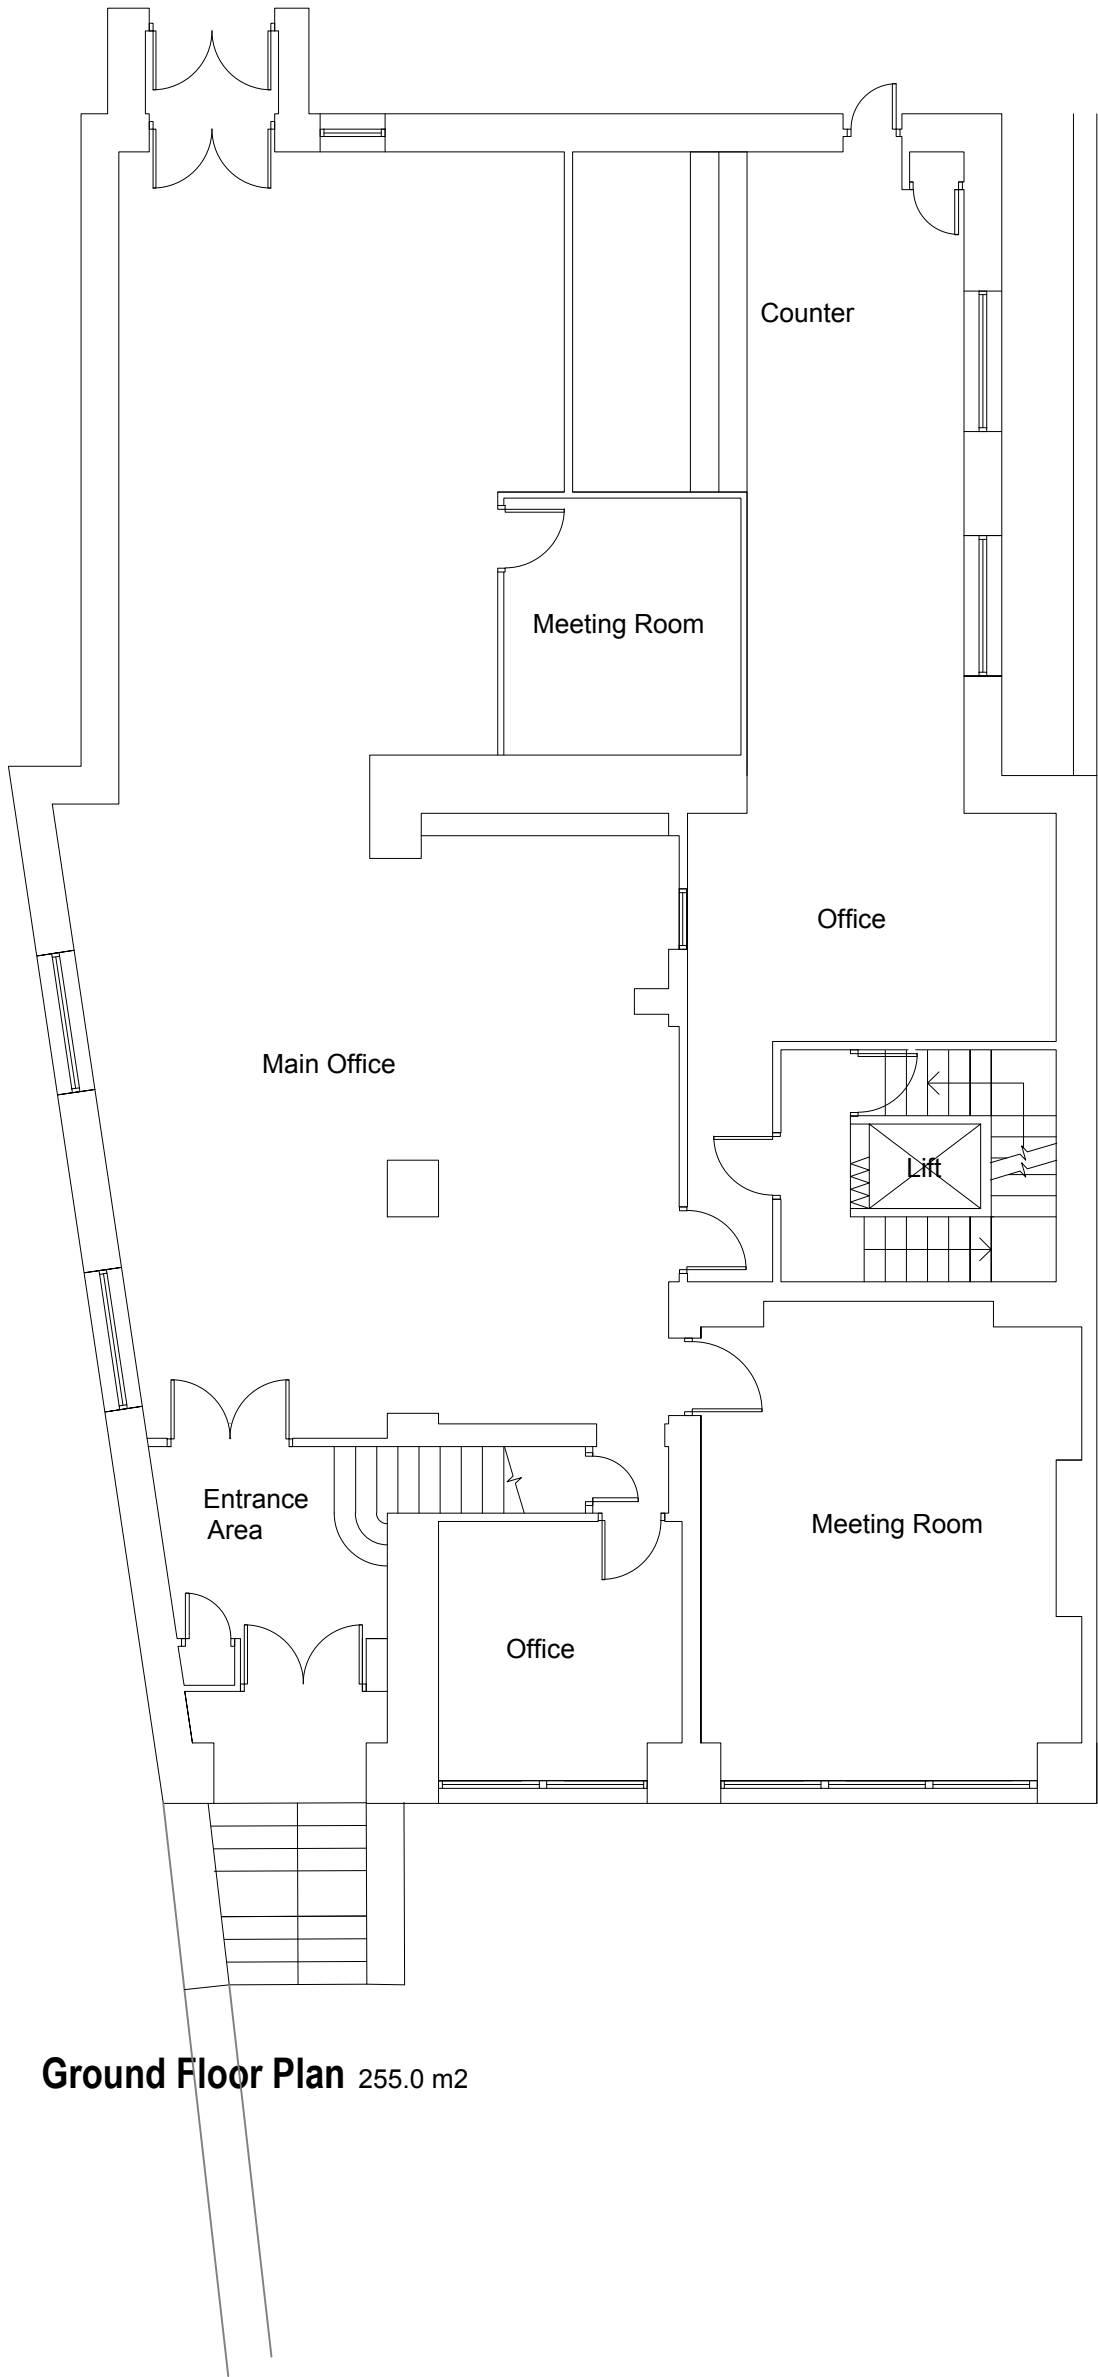 Counter
Meeting Room
Office
Main Office
Lift
Entrance
Area
Meeting Room
Office
Ground Floor Plan 255.0 m2